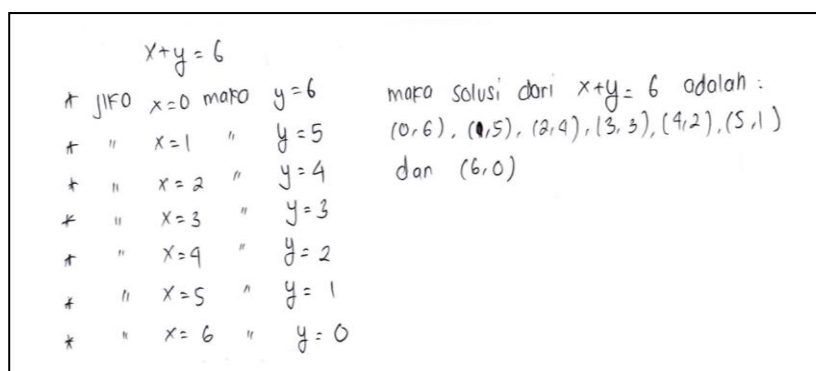 x+y=6
* jika x=0 maka y=6
* " x=1 " y=5
* " x=2 " y=4
* " x=3 " y=3
* " x=4 " y=2
* " x=5 " y=1
* " x=6 " y=0
maka solusi dari x+y=6 adalah:
(0,6), (1,5), (2,4), (3,3), (4,2), (5,1)
dan (6,0)